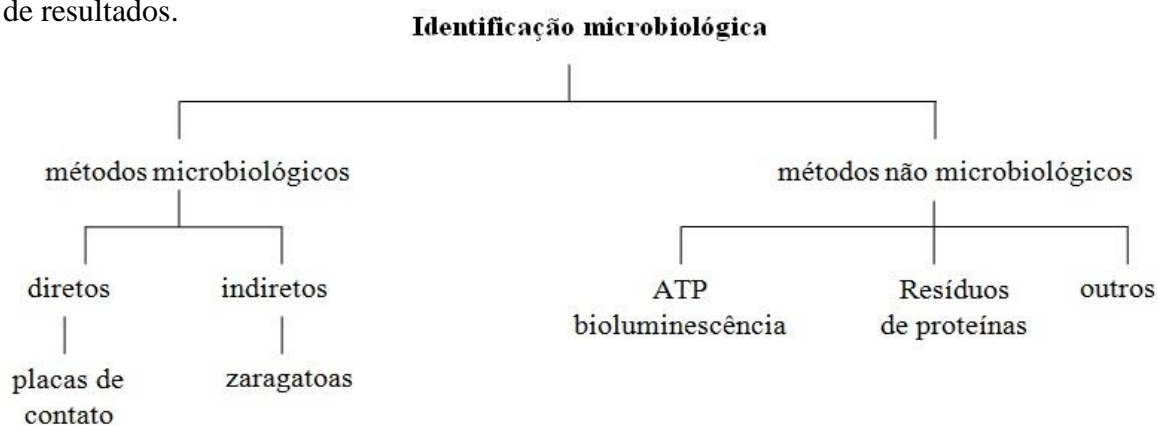 de resultados.
Identificação microbiológica
métodos microbiológicos
métodos não microbiológicos
diretos
indiretos
ATP
bioluminescência
Resíduos
de proteínas
outros
placas de
contato
zaragatoas